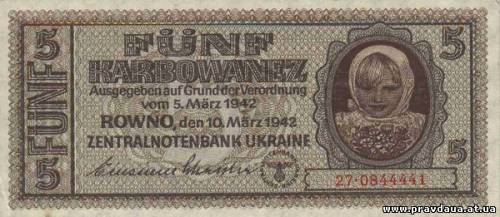 5 FÜNF 5
KARBOWANEZ
Ausgegeben auf Grund der Verordnung
vom 5. März 1942
ROWNO, den 10. März 1942
ZENTRALNOTENBANK UKRAINE
27·0844441
5 FÜNF
5
www.pravdaua.at.ua